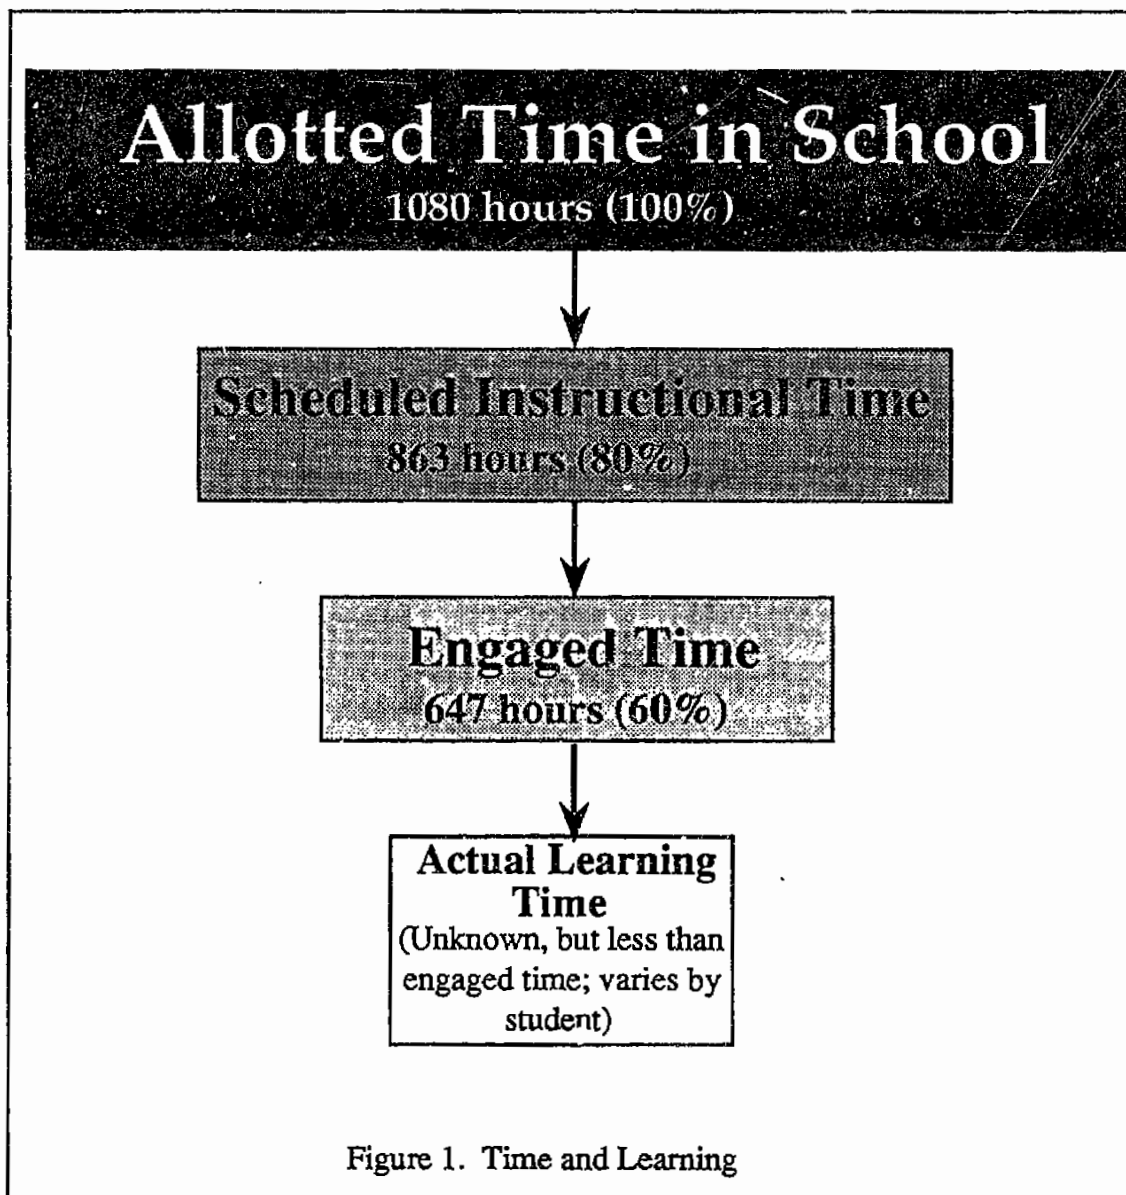 Allotted Time in School
1080 hours (100%)
Scheduled Instructional Time
863 hours (80%)
Engaged Time
647 hours (60%)
Actual Learning
Time
(Unknown, but less than
engaged time; varies by
student)
Figure 1. Time and Learning